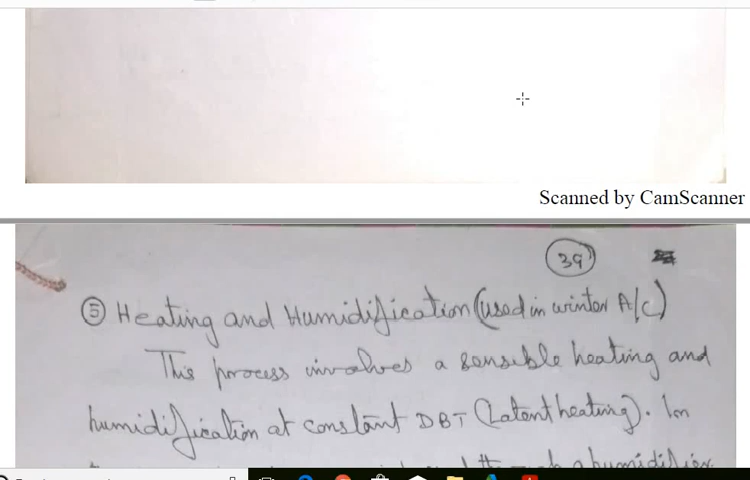 Scanned by CamScanner
39
⑤ Heating and Humidification (used in winter A/C)
This process involves a sensible heating and
humidification at constant DBT (Latent heating). In
a humidifier